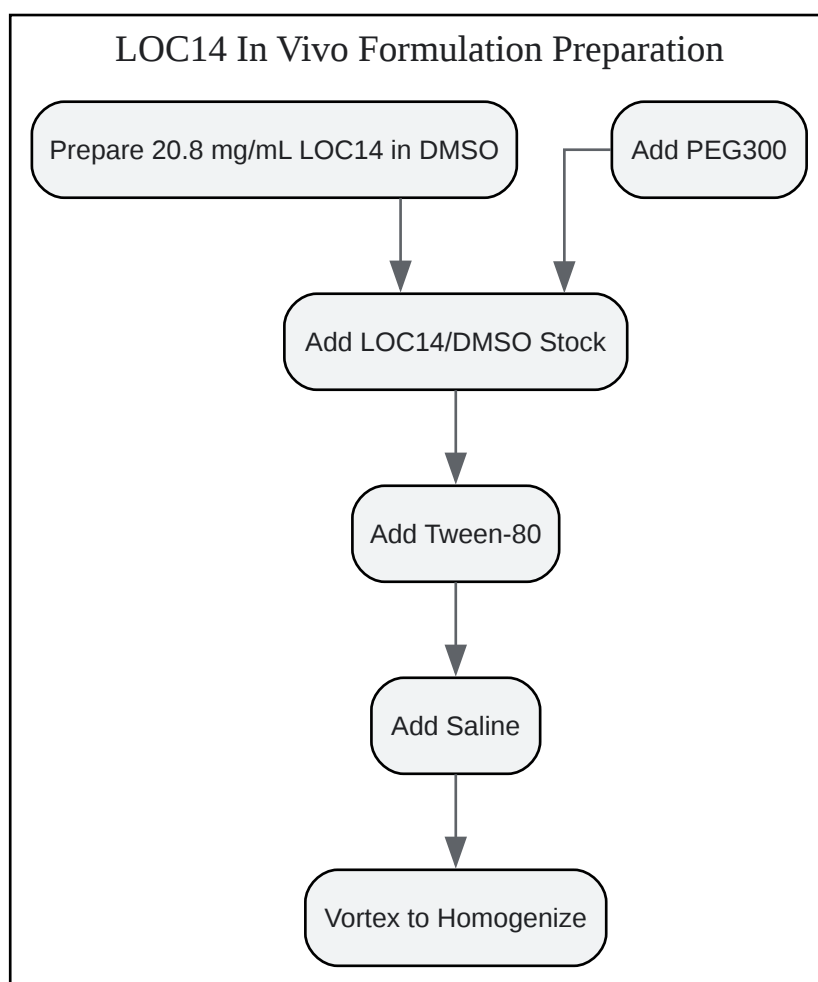 LOC14 In Vivo Formulation Preparation
Prepare 20.8 mg/mL LOC14 in DMSO
Add PEG300
Add LOC14/DMSO Stock
Add Tween-80
Add Saline
Vortex to Homogenize